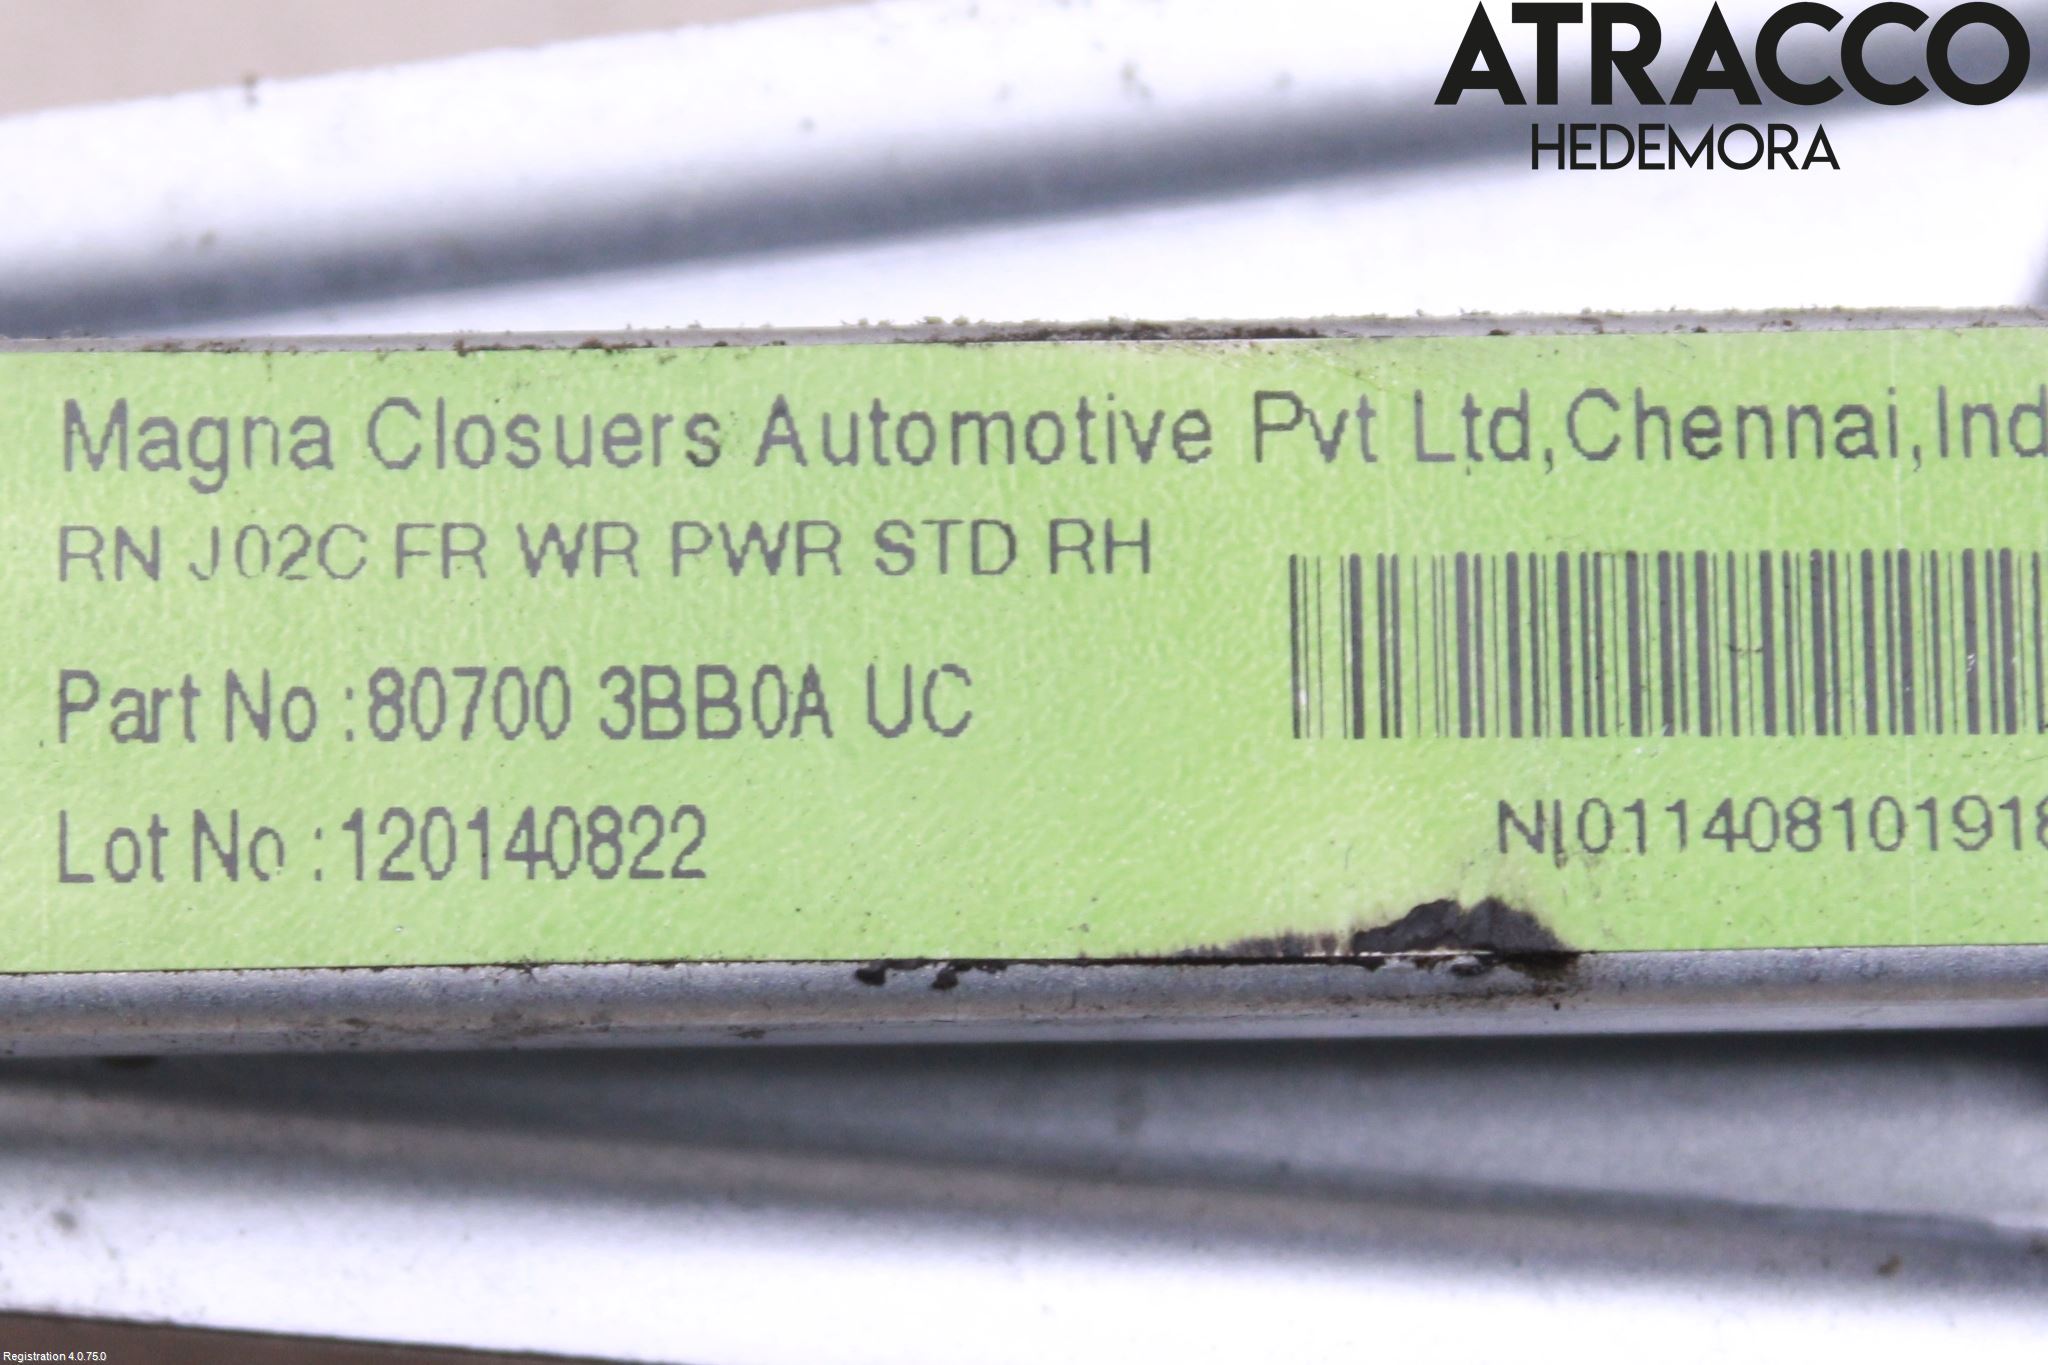 ATRACCO
HEDEMORA
Magna Closuers Automotive Pvt Ltd,Chennai,Ind
RN J02C FR WR PWR STD RH
Part No :80700 3BB0A UC
Lot No :120140822
NI01140810191
Registration 4.0.75.0